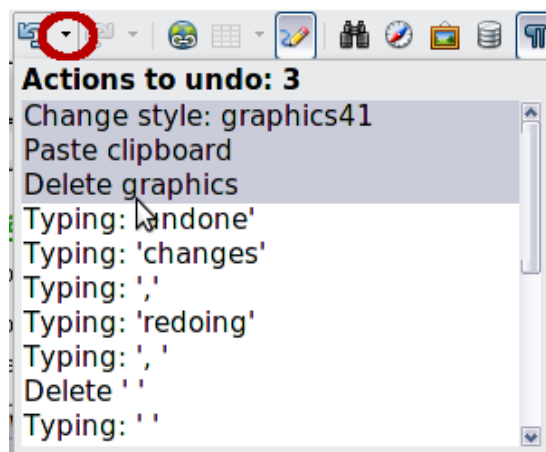 Actions to undo: 3
Change style: graphics41
Paste clipboard
Delete graphics
Typing: 'undone'
Typing: 'changes'
Typing: ','
Typing: 'redoing'
Typing: ', '
Delete ' '
Typing: ' '